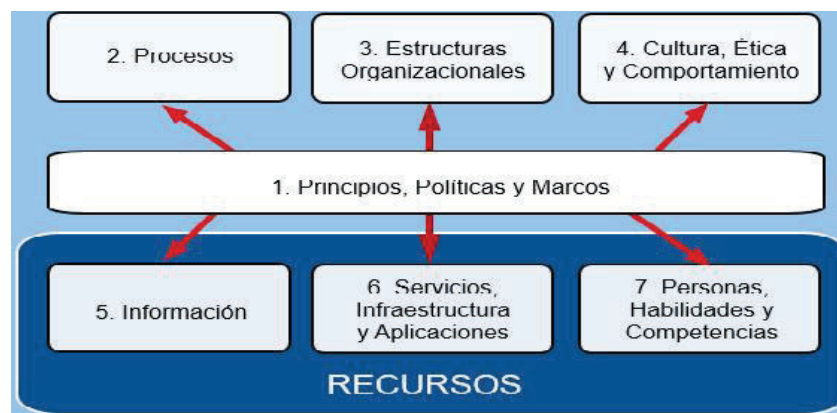 2. Procesos
3. Estructuras
Organizacionales
4. Cultura, Ética
y Comportamiento
1. Principios, Políticas y Marcos
5. Información
6 Servicios,
Infraestructura
y Aplicaciones
7 Personas,
Habilidades y
Competencias
RECURSOS